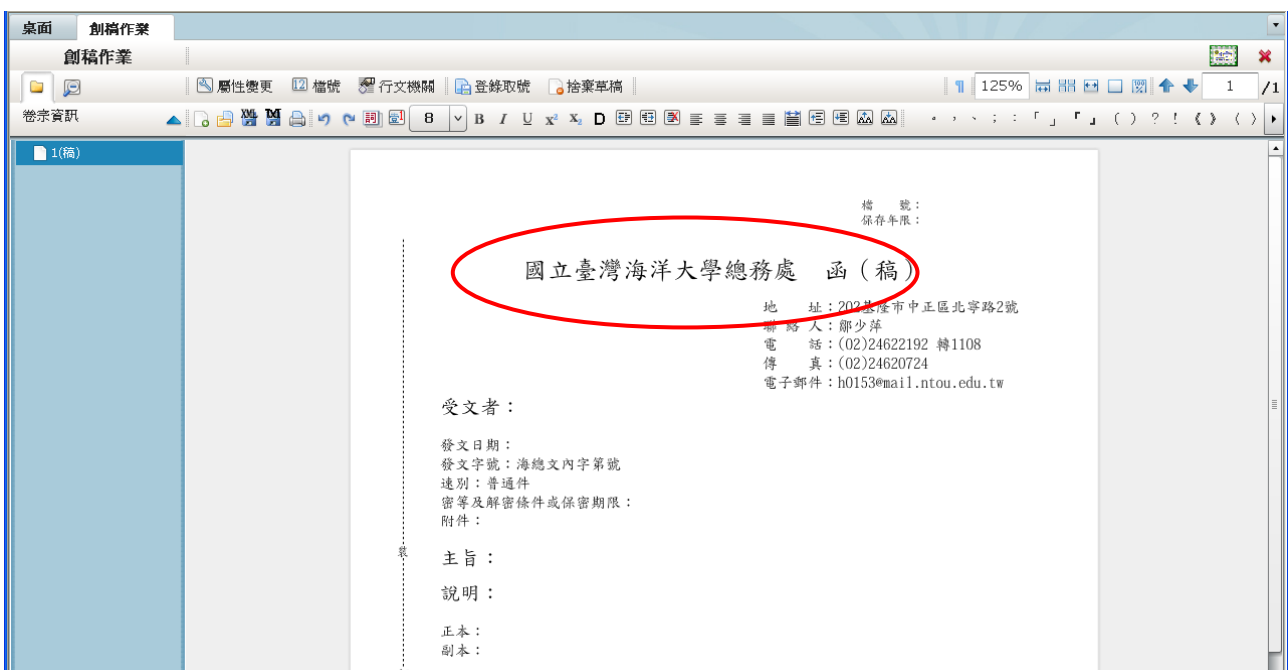 桌面 創稿作業
創稿作業
屬性變更 檔號 行文機關 登錄取號 捨棄草稿 125% 1 /1
卷宗資訊 8 B I U x² X₂ D 。 , 、 ; : 「 」 『 』 ( ) ? ! 《 》 〈 〉
1(稿)
檔 號：
保存年限：
國立臺灣海洋大學總務處 函（稿）
地 址：202基隆市中正區北寧路2號
聯 絡 人：鄒少萍
電 話：(02)24622192 轉1108
傳 真：(02)24620724
電子郵件：h0153@mail.ntou.edu.tw
受文者：
發文日期：
發文字號：海總文內字第號
速別：普通件
密等及解密條件或保密期限：
附件：
裝
主旨：
說明：
正本：
副本：